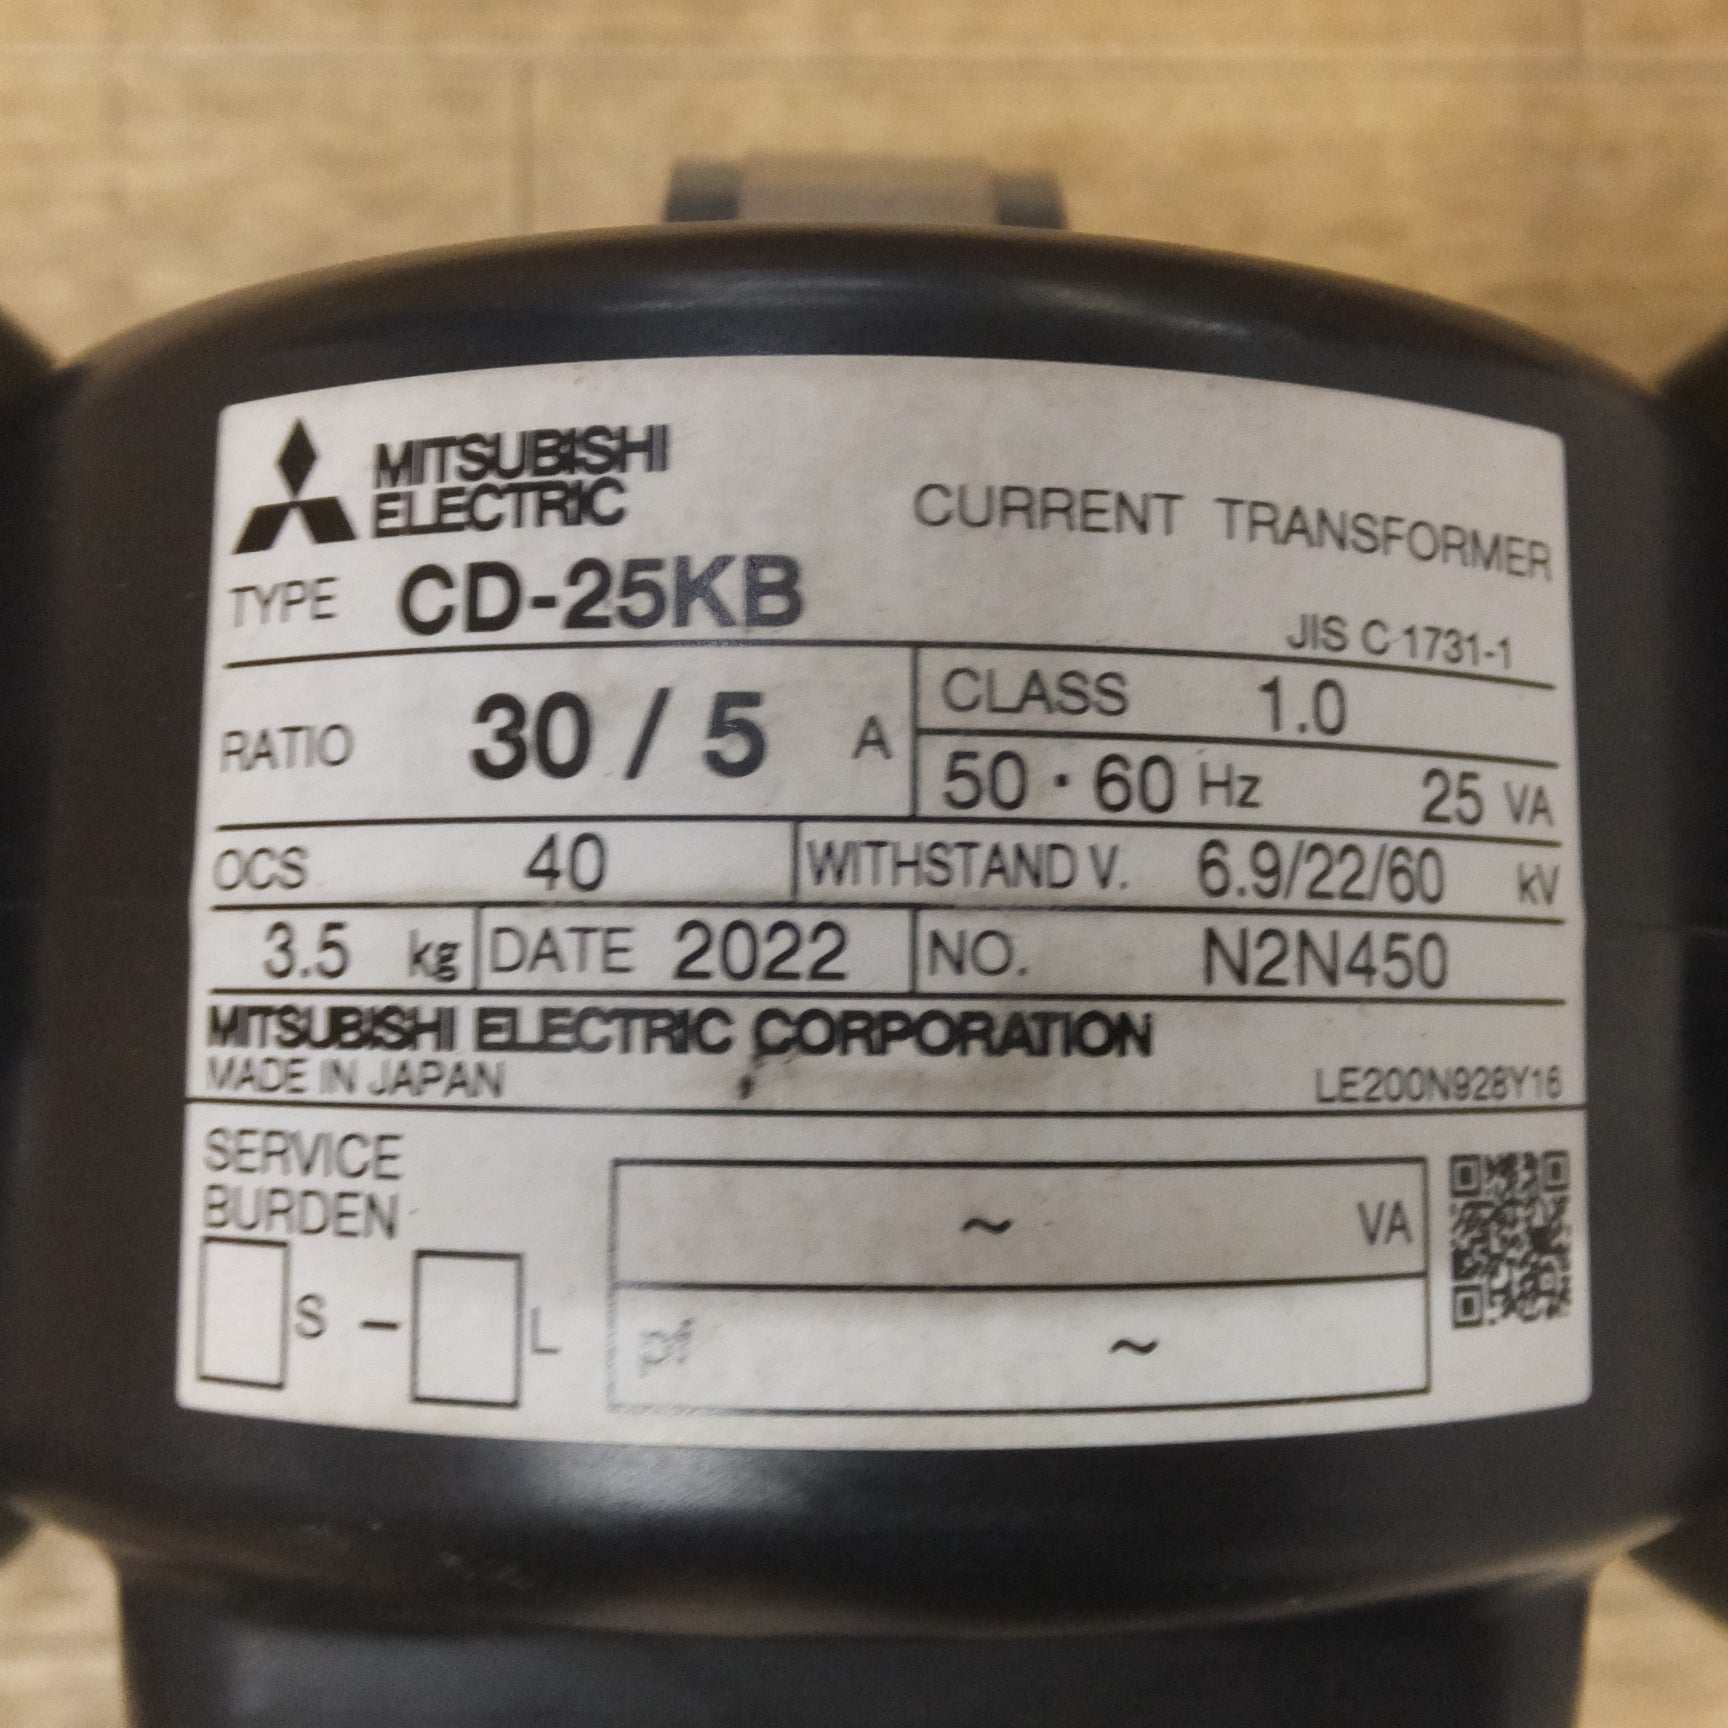 MITSUBISHI
ELECTRIC
CURRENT TRANSFORMER
TYPE CD-25KB
JIS C 1731-1
RATIO 30 / 5 A
CLASS 1.0
50・60 Hz 25 VA
OCS 40 WITHSTAND V. 6.9/22/60 kV
3.5 kg DATE 2022 NO. N2N450
MITSUBISHI ELECTRIC CORPORATION
MADE IN JAPAN LE200N928Y16
SERVICE
BURDEN
~ VA
S - L
~